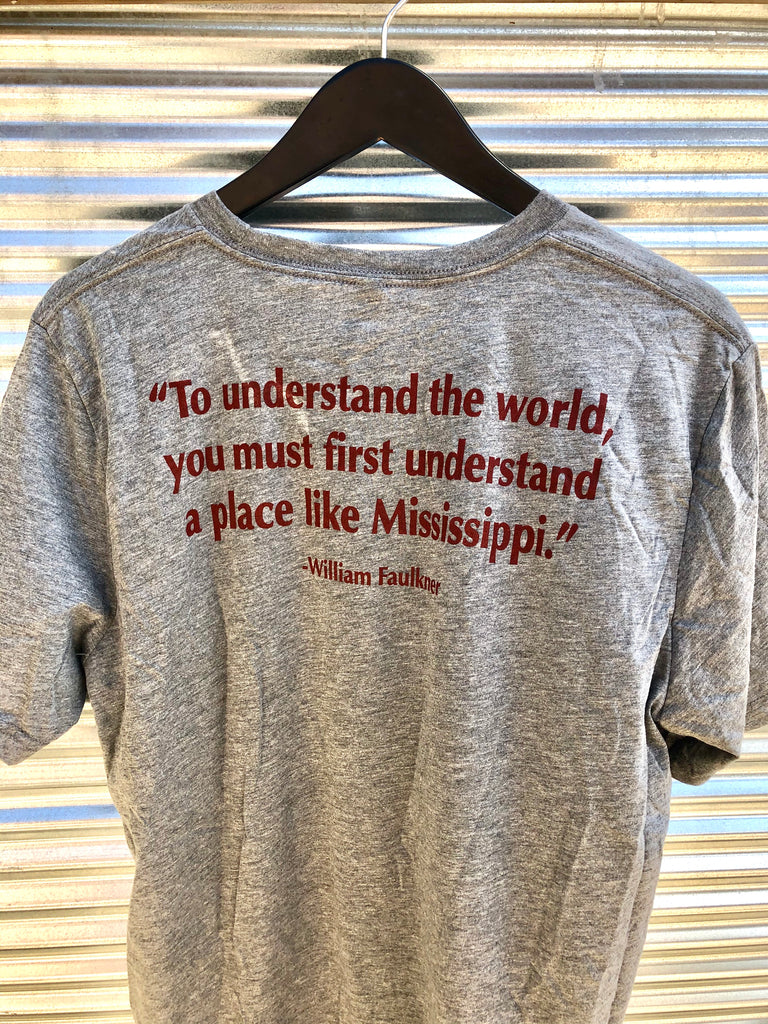 “To understand the world,
you must first understand
a place like Mississippi.”
-William Faulkner